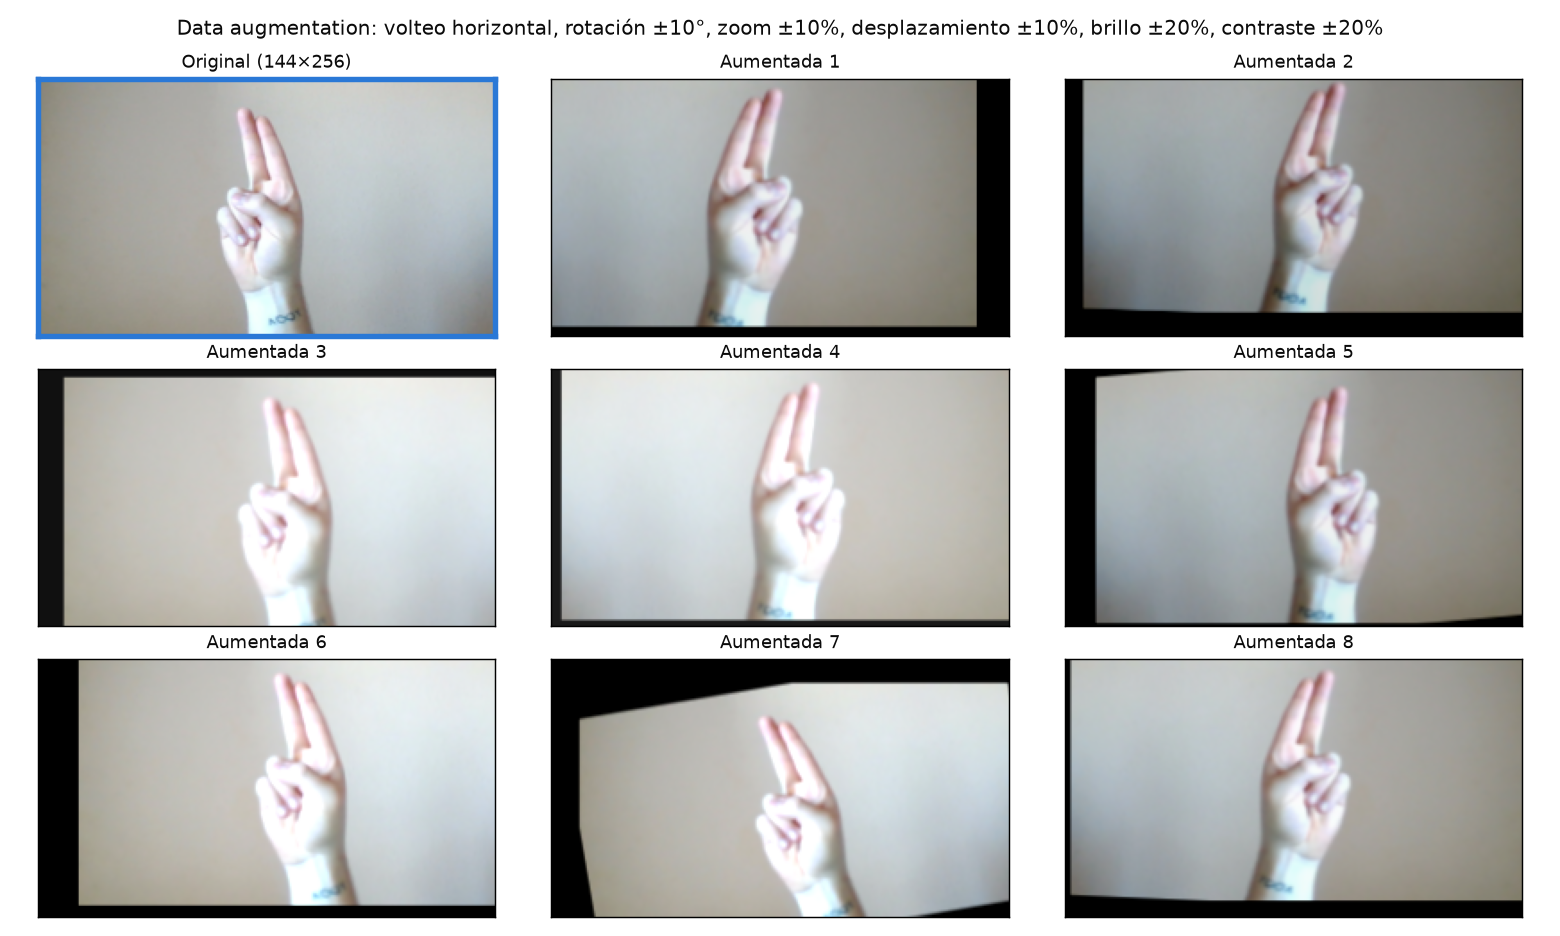 Data augmentation: volteo horizontal, rotación ±10°, zoom ±10%, desplazamiento ±10%, brillo ±20%, contraste ±20%
Original (144×256)
Aumentada 1
Aumentada 2
Aumentada 3
Aumentada 4
Aumentada 5
Aumentada 6
Aumentada 7
Aumentada 8